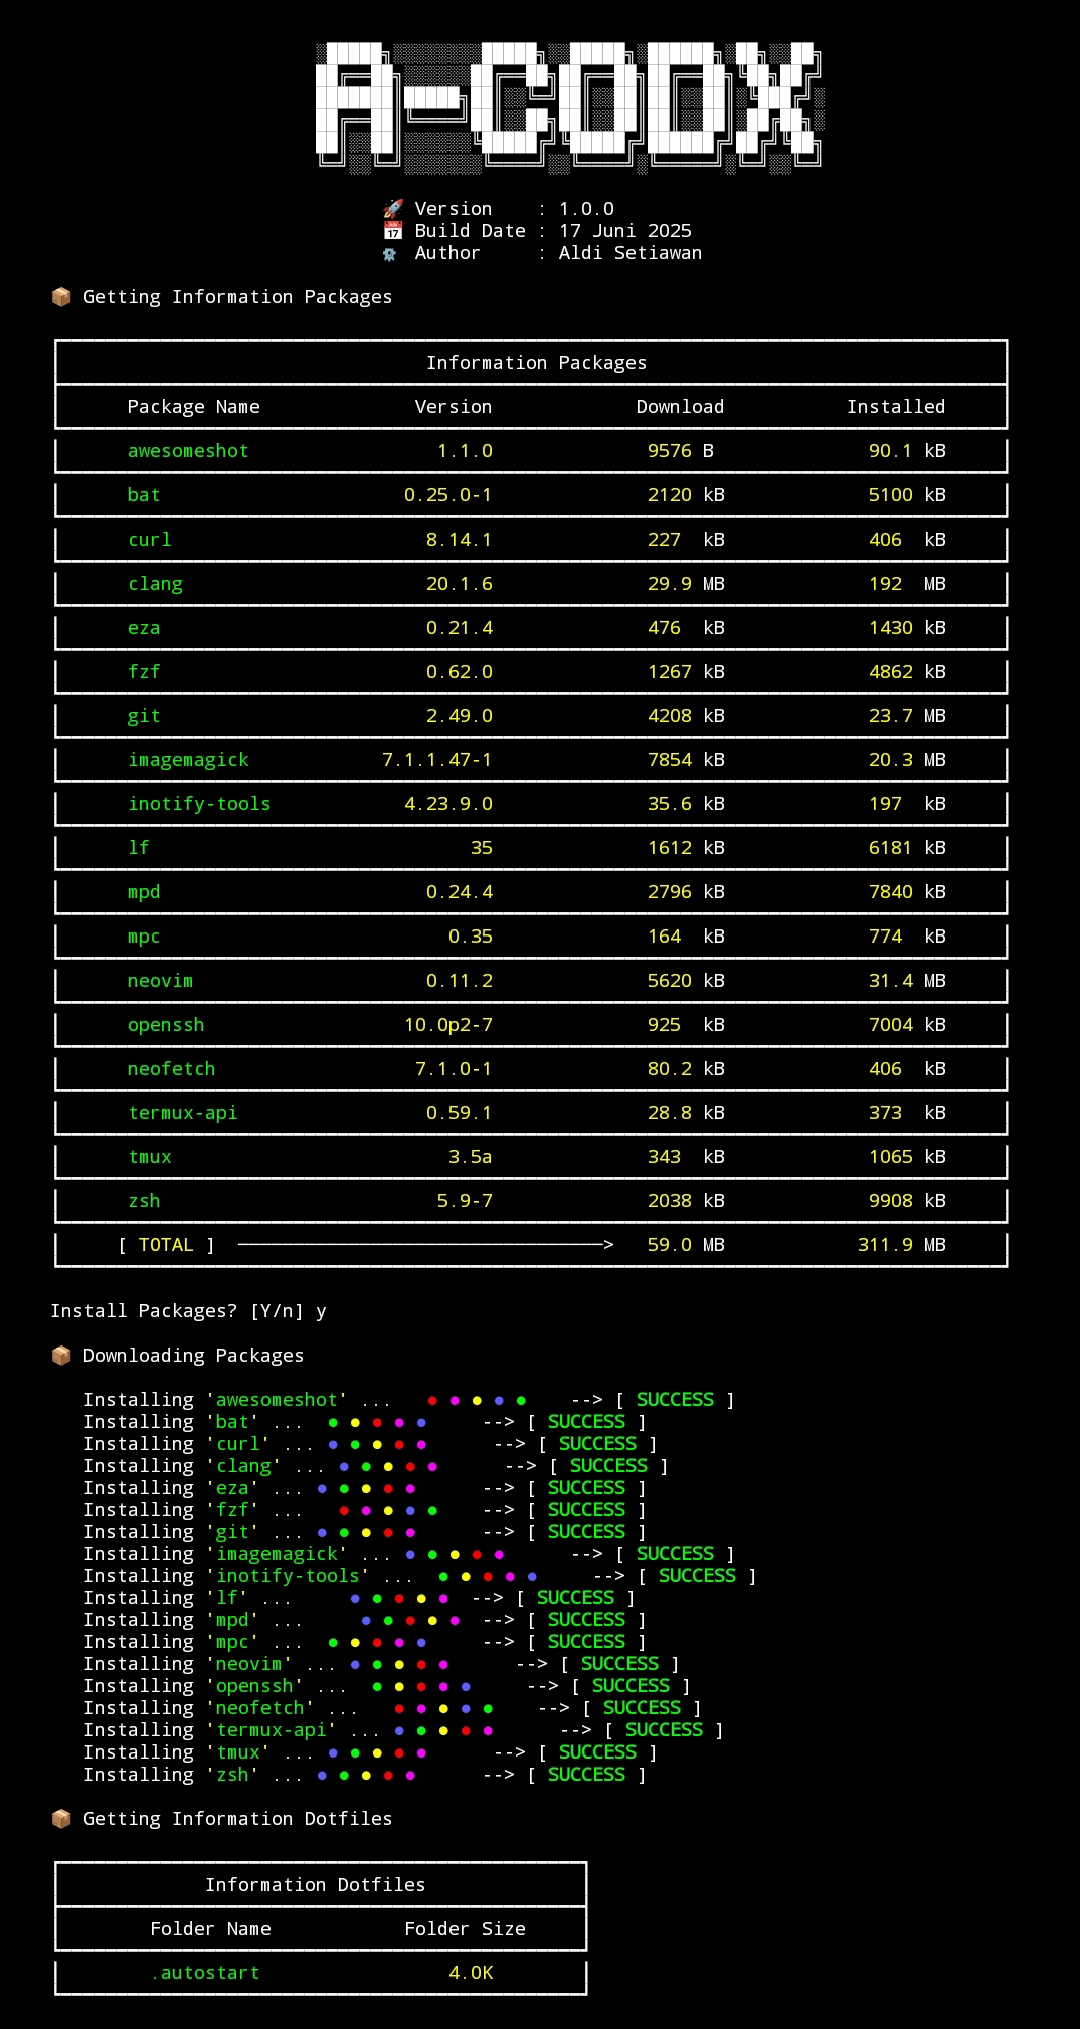 A-CODX
🚀 Version : 1.0.0
📅 Build Date : 17 Juni 2025
⚙️ Author : Aldi Setiawan
📦 Getting Information Packages
Information Packages
Package Name Version Download Installed
awesomeshot 1.1.0 9576 B 90.1 kB
bat 0.25.0-1 2120 kB 5100 kB
curl 8.14.1 227 kB 406 kB
clang 20.1.6 29.9 MB 192 MB
eza 0.21.4 476 kB 1430 kB
fzf 0.62.0 1267 kB 4862 kB
git 2.49.0 4208 kB 23.7 MB
imagemagick 7.1.1.47-1 7854 kB 20.3 MB
inotify-tools 4.23.9.0 35.6 kB 197 kB
lf 35 1612 kB 6181 kB
mpd 0.24.4 2796 kB 7840 kB
mpc 0.35 164 kB 774 kB
neovim 0.11.2 5620 kB 31.4 MB
openssh 10.0p2-7 925 kB 7004 kB
neofetch 7.1.0-1 80.2 kB 406 kB
termux-api 0.59.1 28.8 kB 373 kB
tmux 3.5a 343 kB 1065 kB
zsh 5.9-7 2038 kB 9908 kB
[ TOTAL ] ─────────────────────────────────> 59.0 MB 311.9 MB
Install Packages? [Y/n] y
📦 Downloading Packages
Installing 'awesomeshot' ... ● ● ● ● ● --> [ SUCCESS ]
Installing 'bat' ... ● ● ● ● ● --> [ SUCCESS ]
Installing 'curl' ... ● ● ● ● ● --> [ SUCCESS ]
Installing 'clang' ... ● ● ● ● ● --> [ SUCCESS ]
Installing 'eza' ... ● ● ● ● ● --> [ SUCCESS ]
Installing 'fzf' ... ● ● ● ● ● --> [ SUCCESS ]
Installing 'git' ... ● ● ● ● ● --> [ SUCCESS ]
Installing 'imagemagick' ... ● ● ● ● ● --> [ SUCCESS ]
Installing 'inotify-tools' ... ● ● ● ● ● --> [ SUCCESS ]
Installing 'lf' ... ● ● ● ● ● --> [ SUCCESS ]
Installing 'mpd' ... ● ● ● ● ● --> [ SUCCESS ]
Installing 'mpc' ... ● ● ● ● ● --> [ SUCCESS ]
Installing 'neovim' ... ● ● ● ● ● --> [ SUCCESS ]
Installing 'openssh' ... ● ● ● ● ● --> [ SUCCESS ]
Installing 'neofetch' ... ● ● ● ● ● --> [ SUCCESS ]
Installing 'termux-api' ... ● ● ● ● ● --> [ SUCCESS ]
Installing 'tmux' ... ● ● ● ● ● --> [ SUCCESS ]
Installing 'zsh' ... ● ● ● ● ● --> [ SUCCESS ]
📦 Getting Information Dotfiles
Information Dotfiles
Folder Name Folder Size
.autostart 4.0K